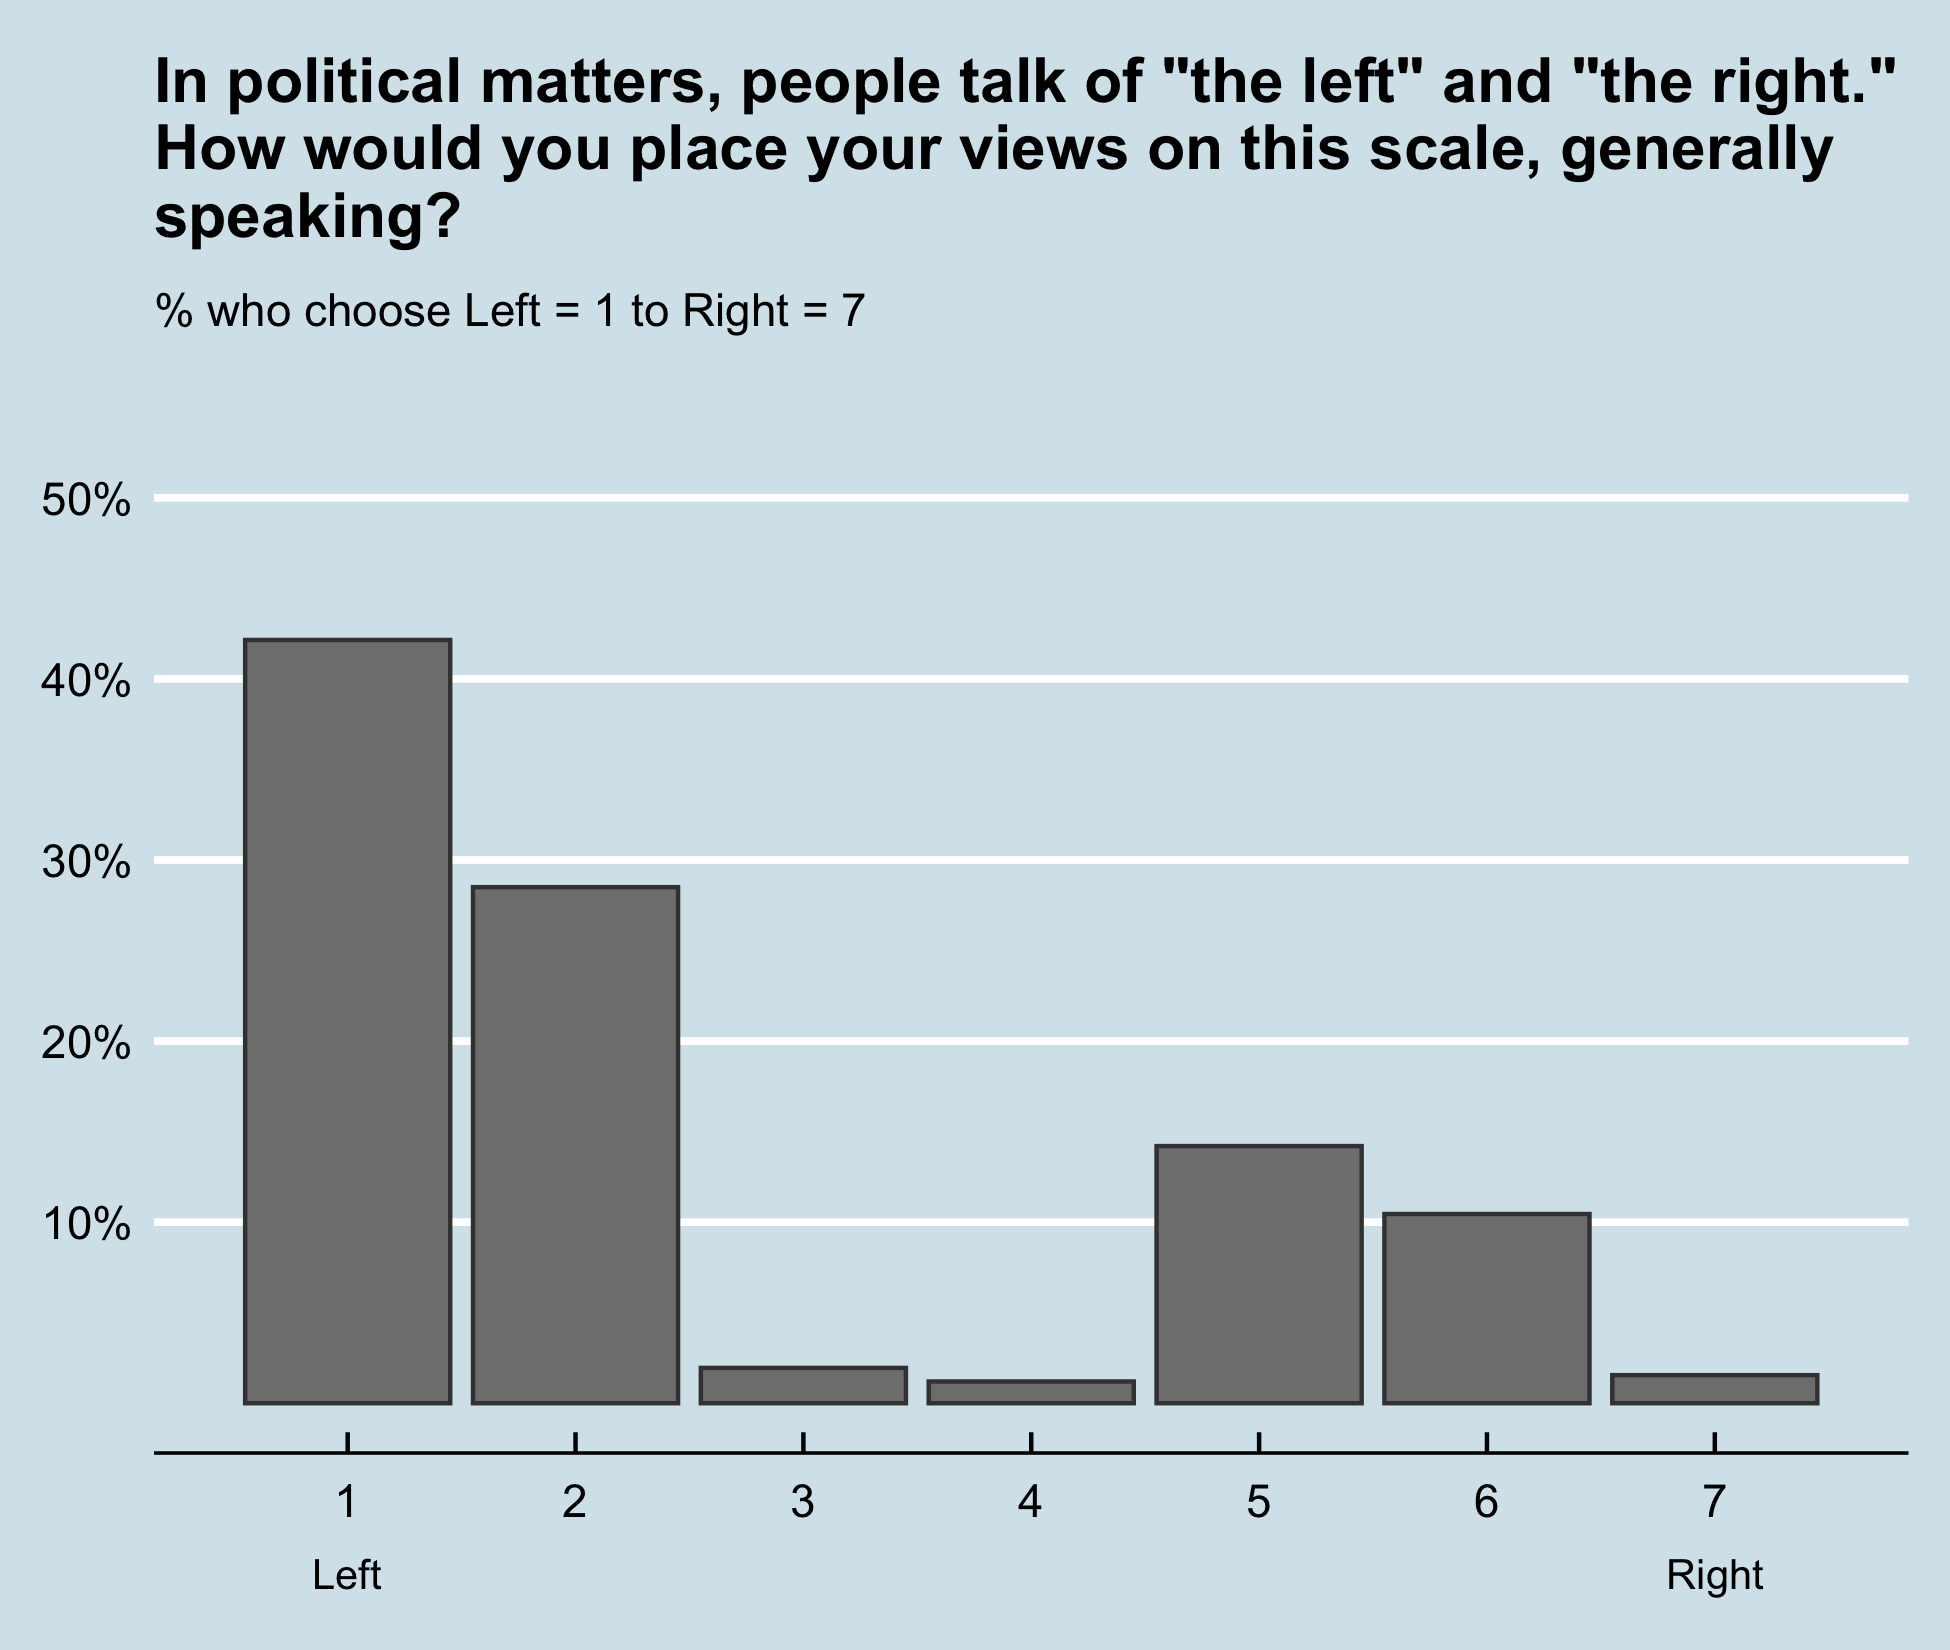 In political matters, people talk of "the left" and "the right."
How would you place your views on this scale, generally
speaking?
% who choose Left = 1 to Right = 7
50%
40%
30%
20%
10%
1 2 3 4 5 6 7
Left Right